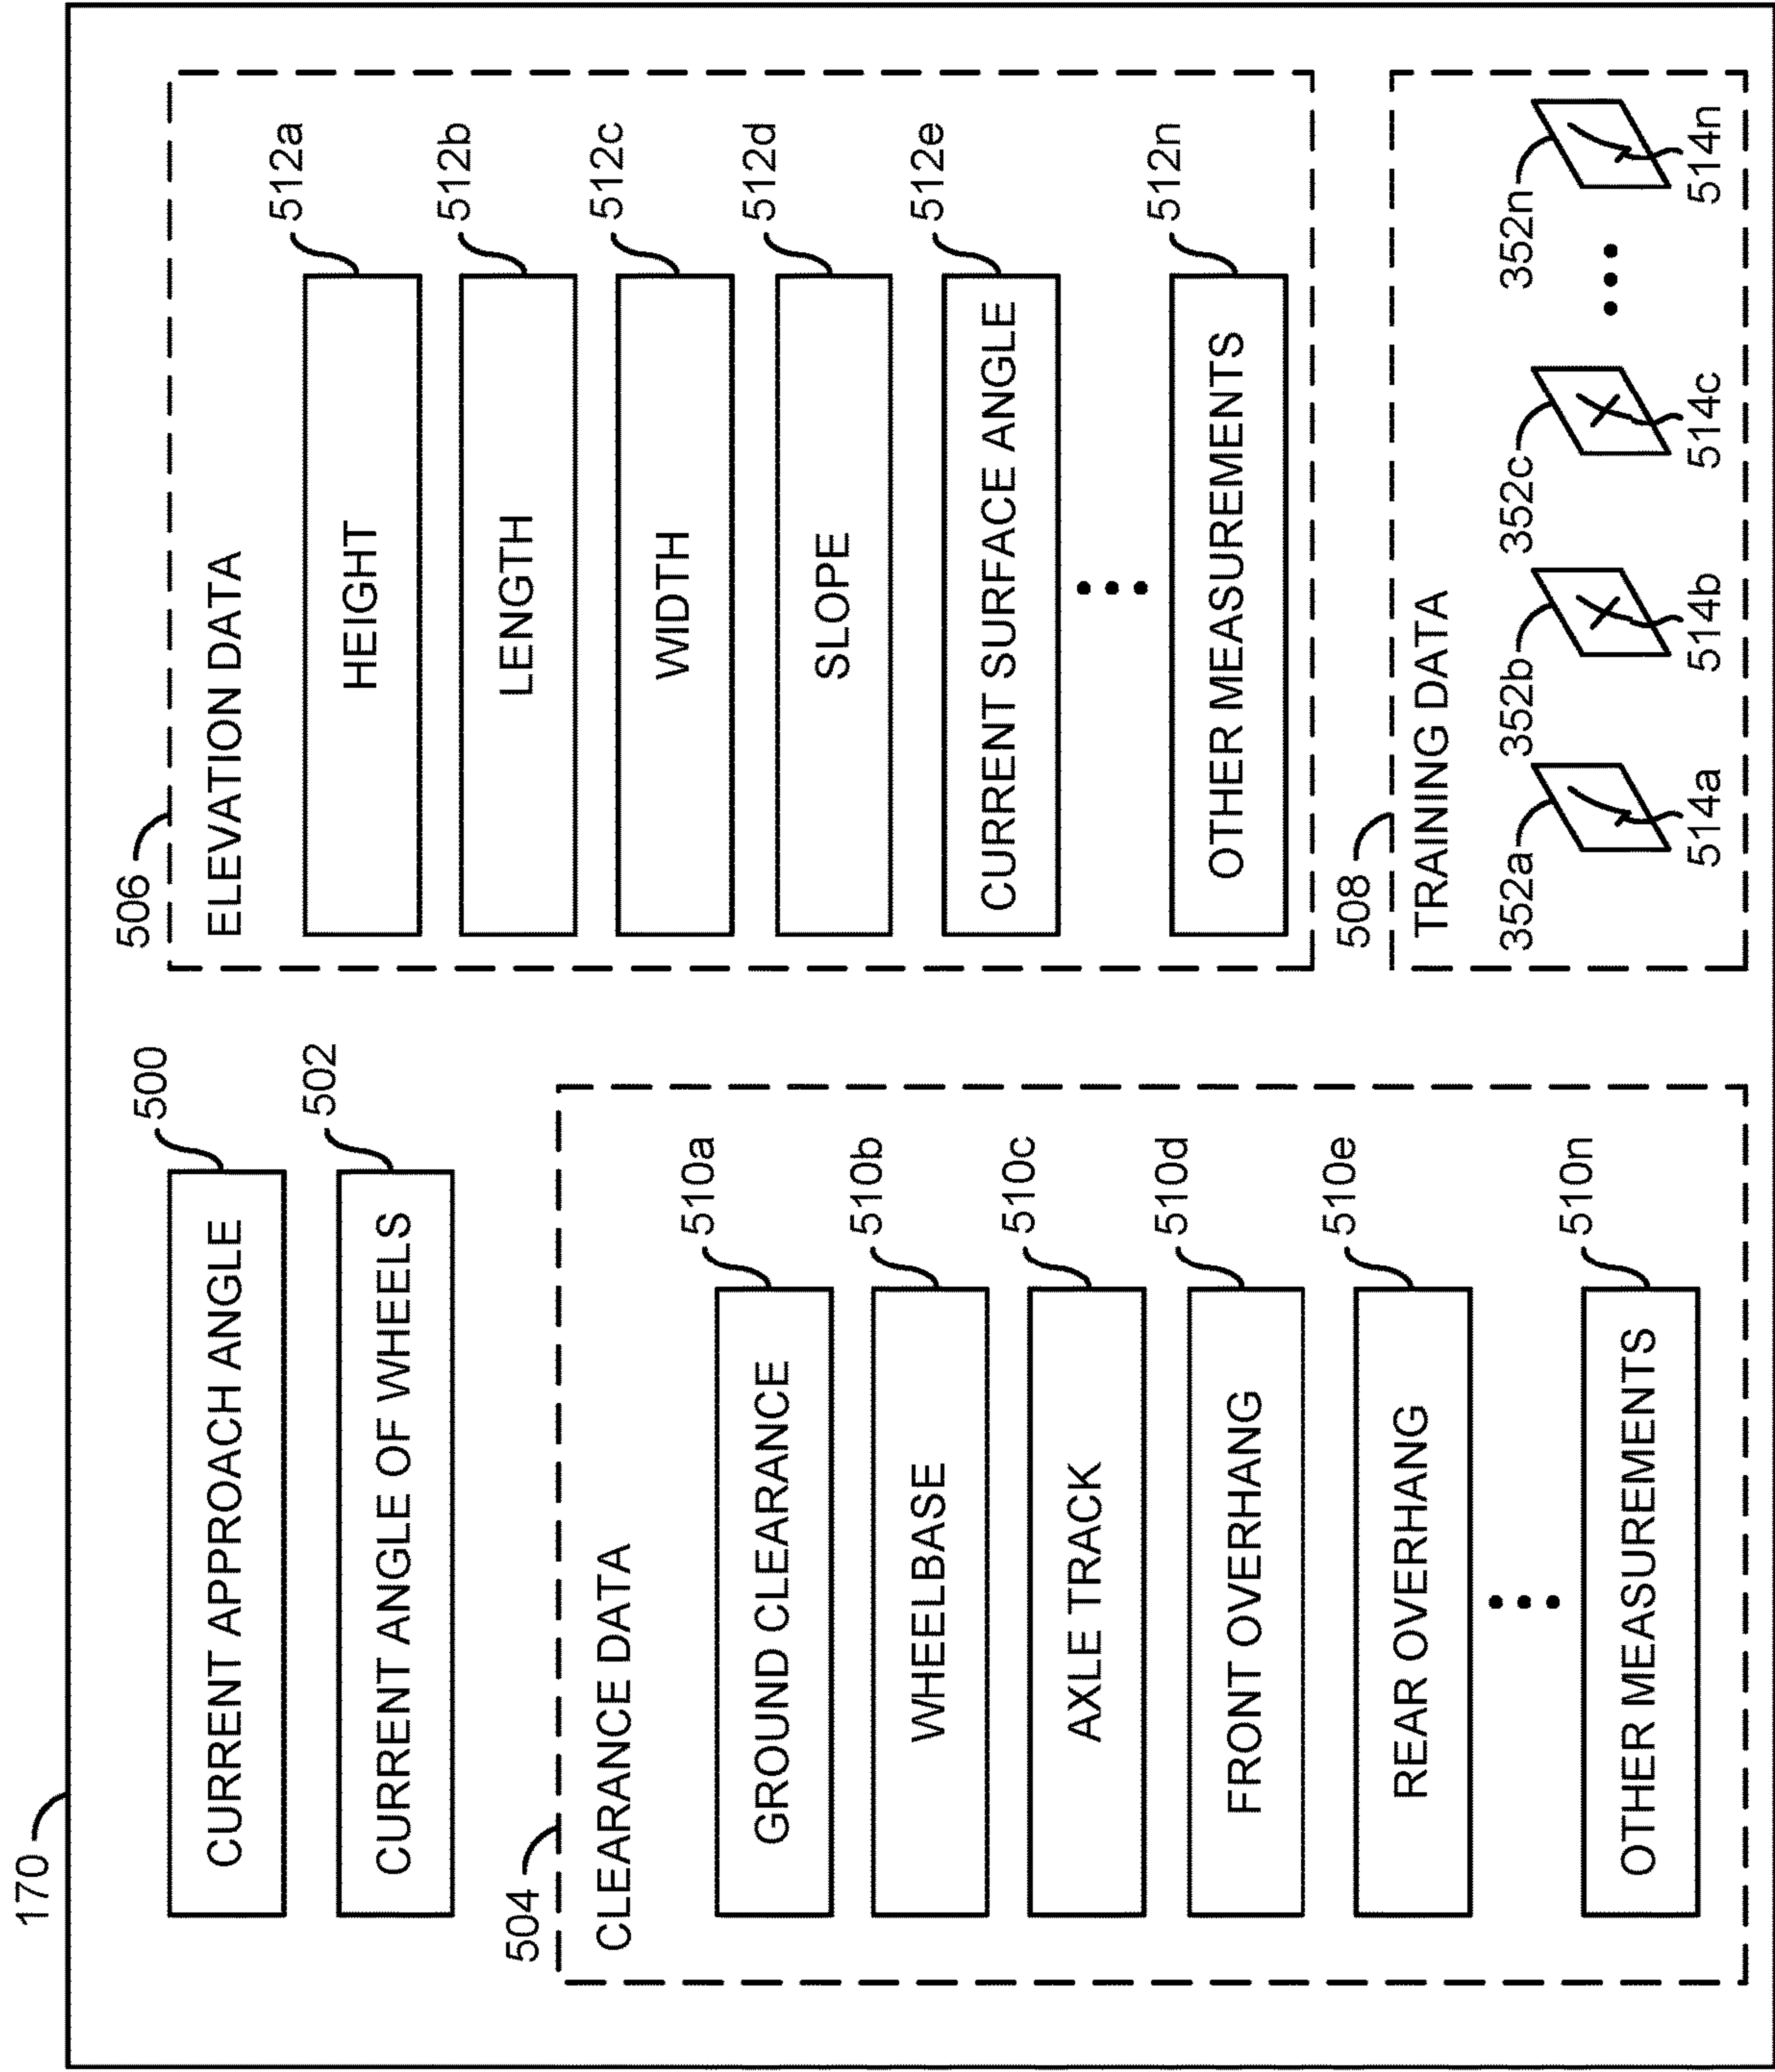 170
CURRENT APPROACH ANGLE
500
CURRENT ANGLE OF WHEELS
502
504
CLEARANCE DATA
GROUND CLEARANCE
510a
WHEELBASE
510b
AXLE TRACK
510c
FRONT OVERHANG
510d
REAR OVERHANG
510e
OTHER MEASUREMENTS
510n
506
ELEVATION DATA
HEIGHT
512a
LENGTH
512b
WIDTH
512c
SLOPE
512d
CURRENT SURFACE ANGLE
512e
OTHER MEASUREMENTS
512n
508
TRAINING DATA
352a
352b
352c
352n
514a
514b
514c
514n